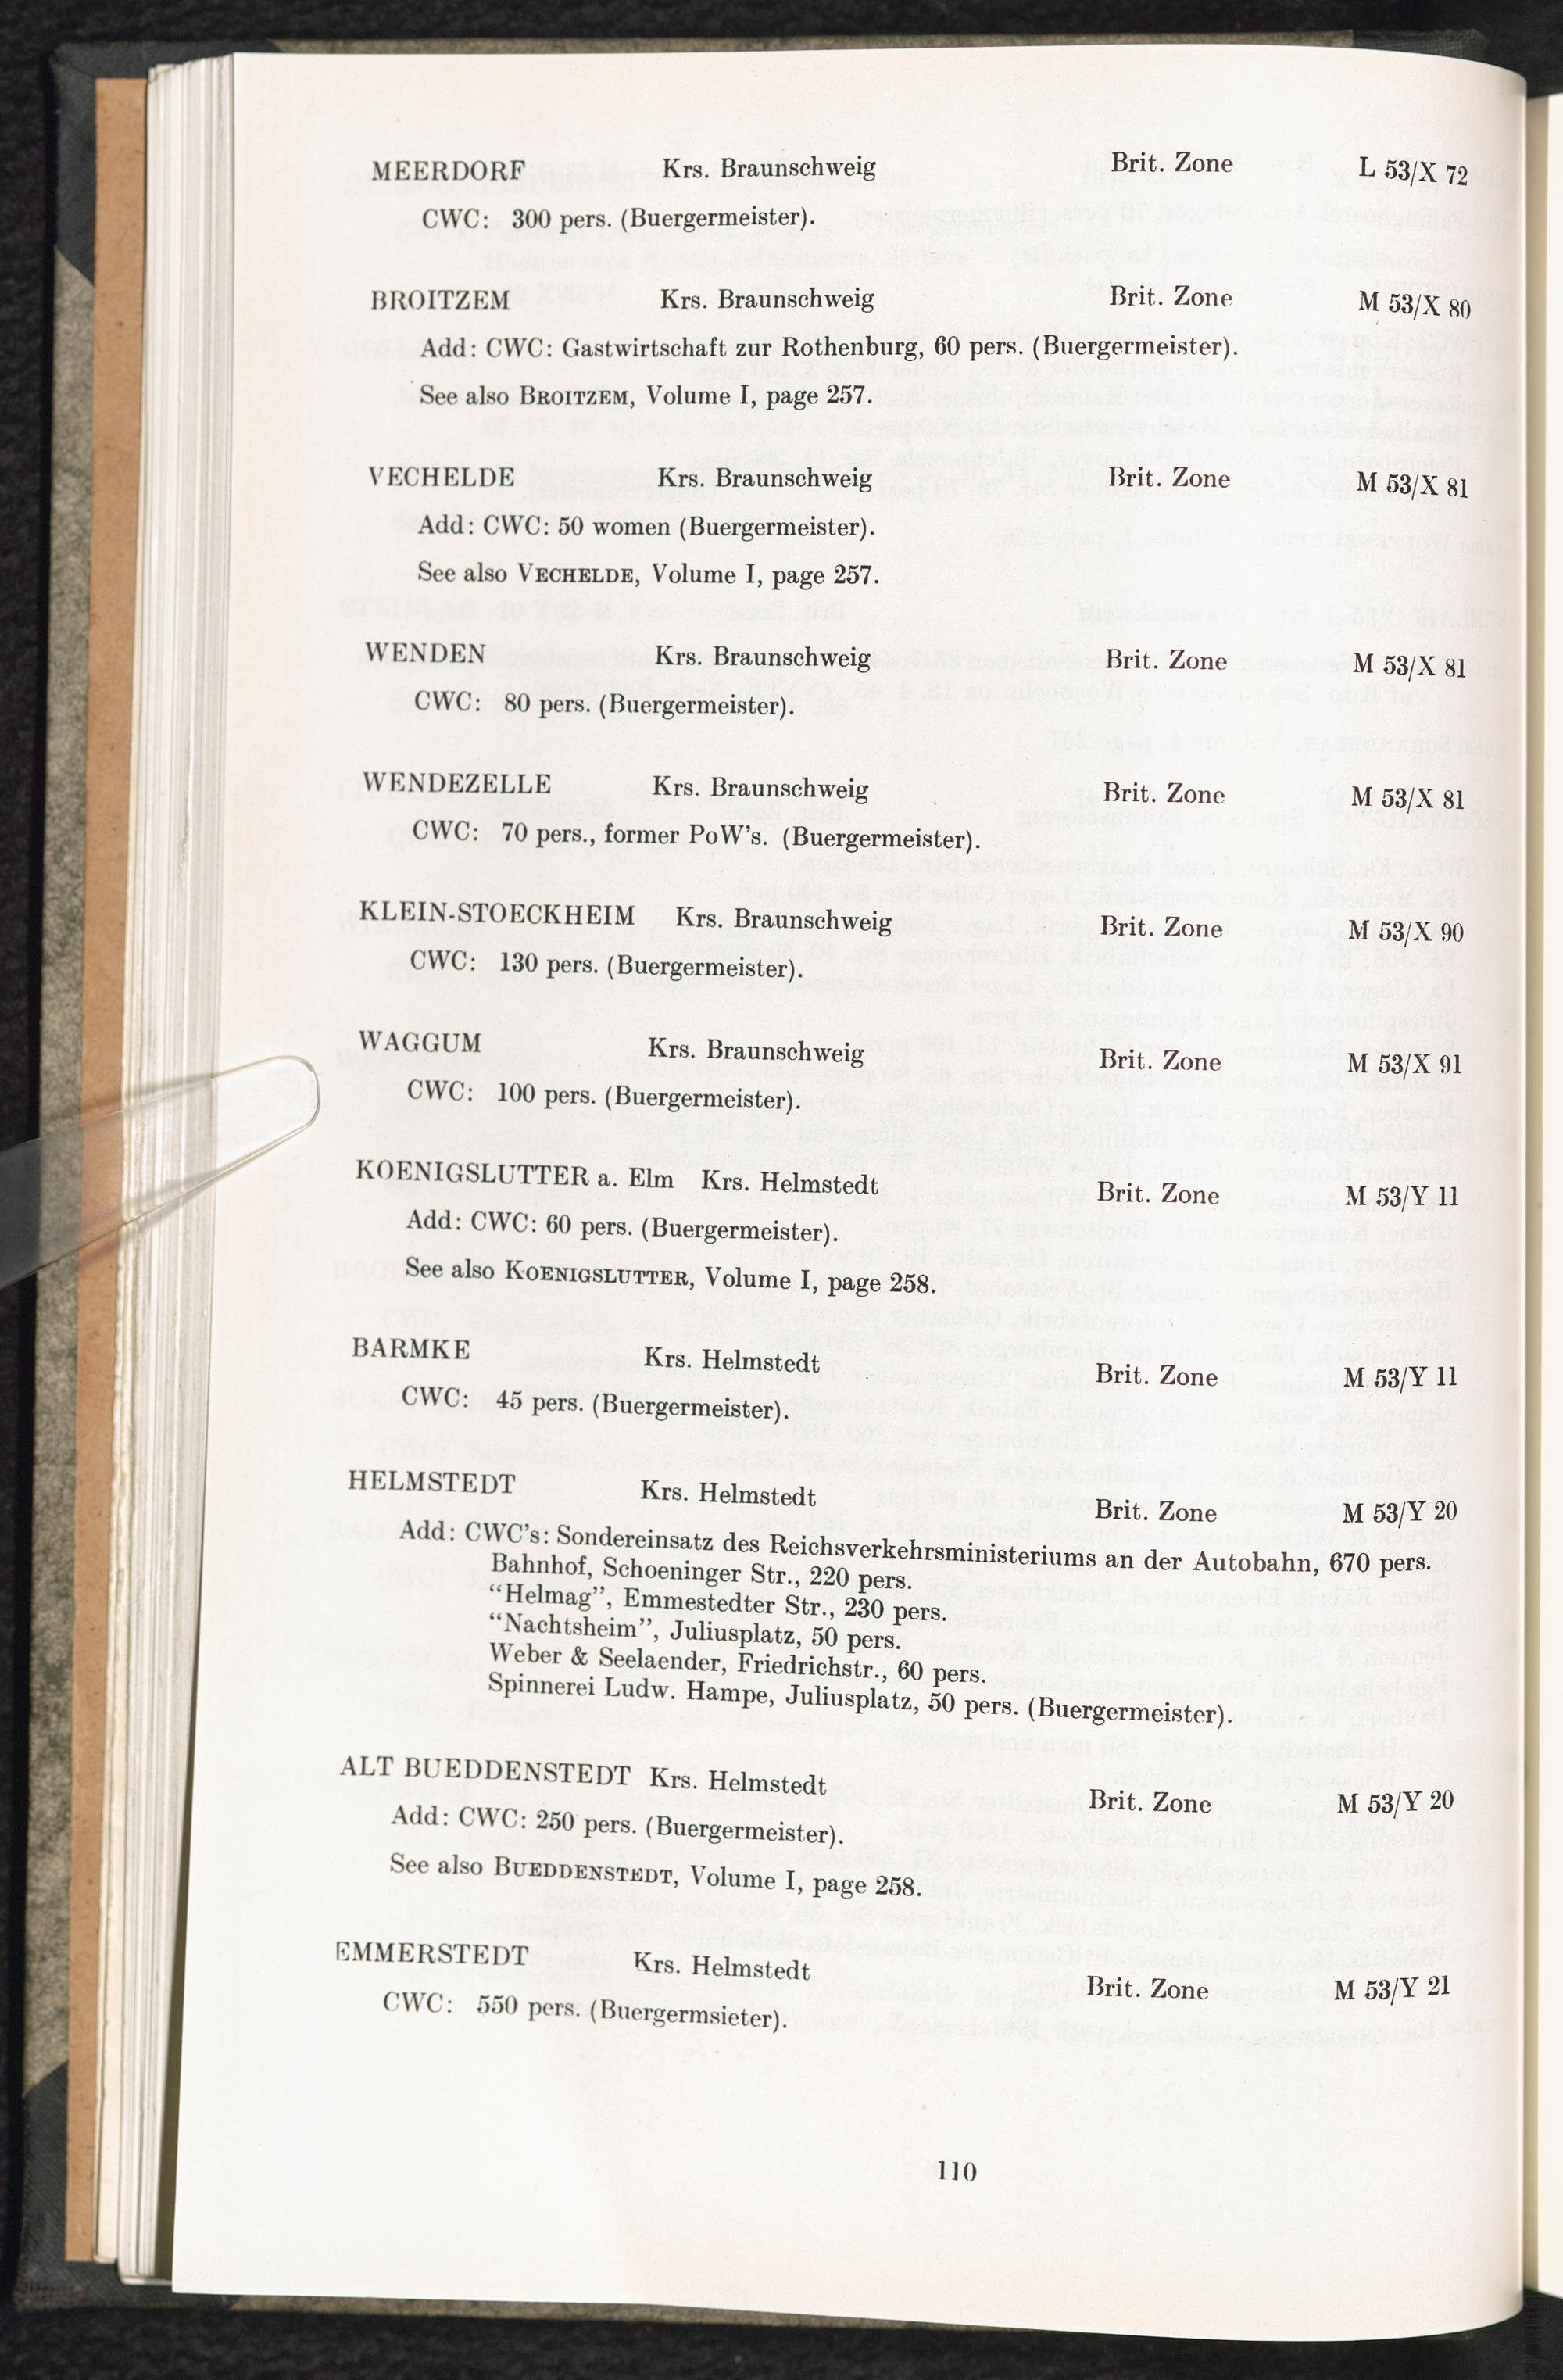 MEERDORF Krs. Braunschweig Brit. Zone L 53/X 72
CWC: 300 pers. (Buergermeister).
BROITZEM Krs. Braunschweig Brit. Zone M 53/X 80
Add: CWC: Gastwirtschaft zur Rothenburg, 60 pers. (Buergermeister).
See also BROITZEM, Volume I, page 257.
VECHELDE Krs. Braunschweig Brit. Zone M 53/X 81
Add: CWC: 50 women (Buergermeister).
See also VECHELDE, Volume I, page 257.
WENDEN Krs. Braunschweig Brit. Zone M 53/X 81
CWC: 80 pers. (Buergermeister).
WENDEZELLE Krs. Braunschweig Brit. Zone M 53/X 81
CWC: 70 pers., former PoW's. (Buergermeister).
KLEIN-STOECKHEIM Krs. Braunschweig Brit. Zone M 53/X 90
CWC: 130 pers. (Buergermeister).
WAGGUM Krs. Braunschweig Brit. Zone M 53/X 91
CWC: 100 pers. (Buergermeister).
KOENIGSLUTTER a. Elm Krs. Helmstedt Brit. Zone M 53/Y 11
Add: CWC: 60 pers. (Buergermeister).
See also KOENIGSLUTTER, Volume I, page 258.
BARMKE Krs. Helmstedt Brit. Zone M 53/Y 11
CWC: 45 pers. (Buergermeister).
HELMSTEDT Krs. Helmstedt Brit. Zone M 53/Y 20
Add: CWC's: Sondereinsatz des Reichsverkehrsministeriums an der Autobahn, 670 pers.
Bahnhof, Schoeninger Str., 220 pers.
“Helmag”, Emmestedter Str., 230 pers.
“Nachtsheim”, Juliusplatz, 50 pers.
Weber & Seelaender, Friedrichstr., 60 pers.
Spinnerei Ludw. Hampe, Juliusplatz, 50 pers. (Buergermeister).
ALT BUEDDENSTEDT Krs. Helmstedt Brit. Zone M 53/Y 20
Add: CWC: 250 pers. (Buergermeister).
See also BUEDDENSTEDT, Volume I, page 258.
EMMERSTEDT Krs. Helmstedt Brit. Zone M 53/Y 21
CWC: 550 pers. (Buergermsieter).
110